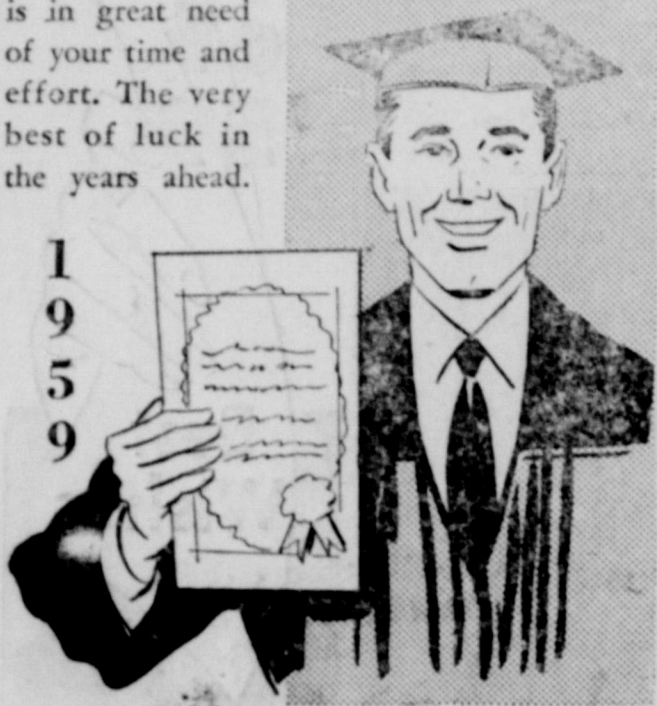 is in great need
of your time and
effort. The very
best of luck in
the years ahead.
1
9
5
9